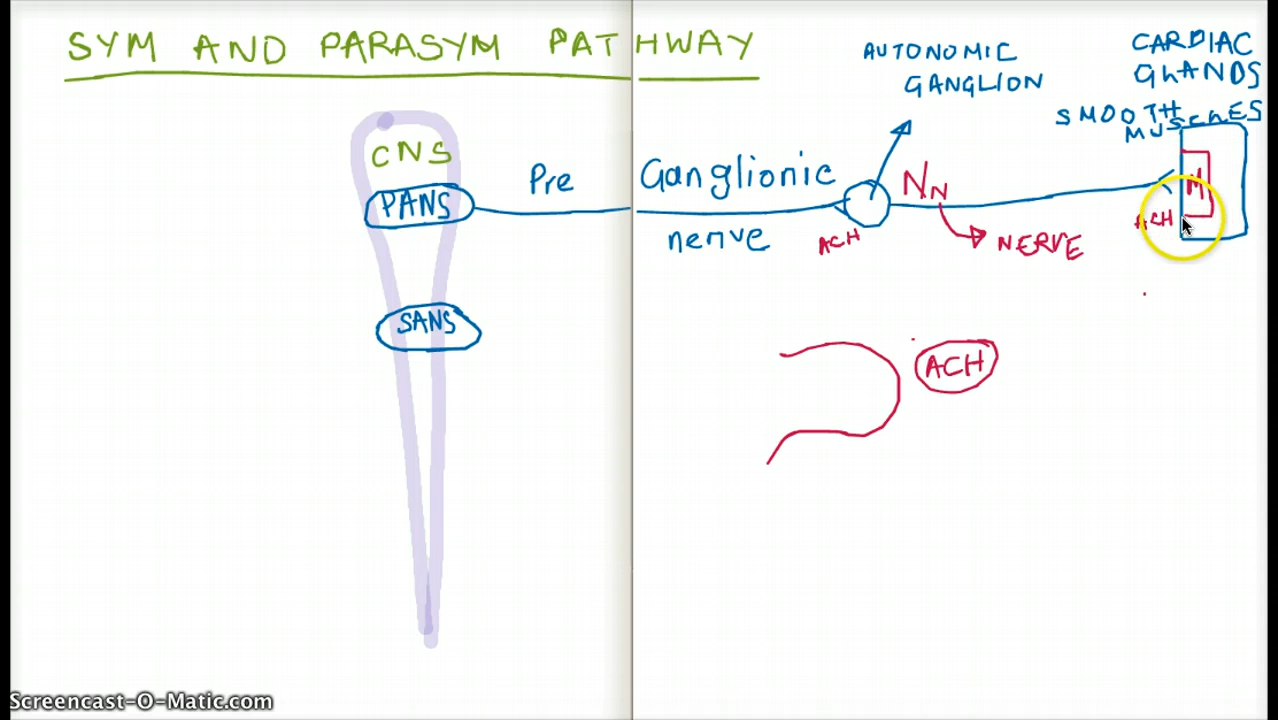 SYM AND PARASYM PATHWAY
AUTONOMIC
GANGLION
CARDIAC
GLANDS
SMOOTH
MUSCLES
CNS
PANS
Pre Ganglionic
nerve
ACH
NN
NERVE
M
ACH
SANS
ACH
Screencast-O-Matic.com